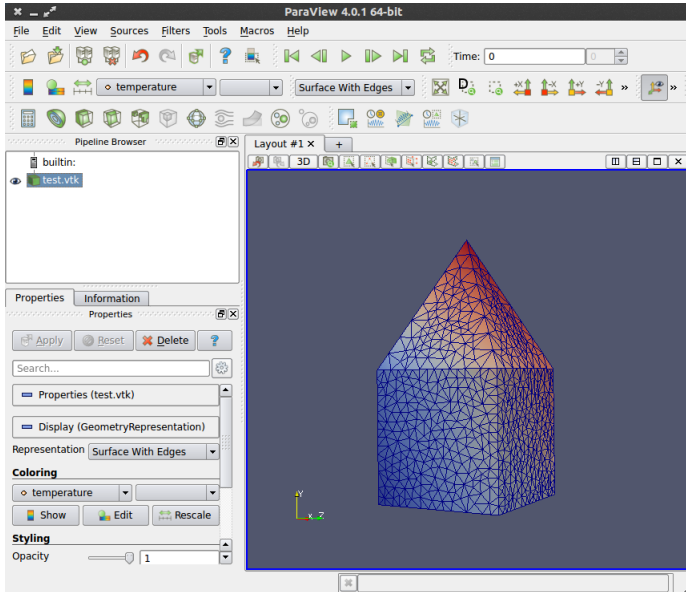 ParaView 4.0.1 64-bit
File Edit View Sources Filters Tools Macros Help
Time: 0 0
temperature Surface With Edges +X -X +Y -Y » »
Pipeline Browser
Layout #1 × +
builtin:
3D
test.vtk
Properties Information
Properties
Apply Reset Delete ?
Search...
Properties (test.vtk)
Display (GeometryRepresentation)
Representation Surface With Edges
Coloring
temperature
Show Edit Rescale
Styling
Opacity 1
Y
X Z